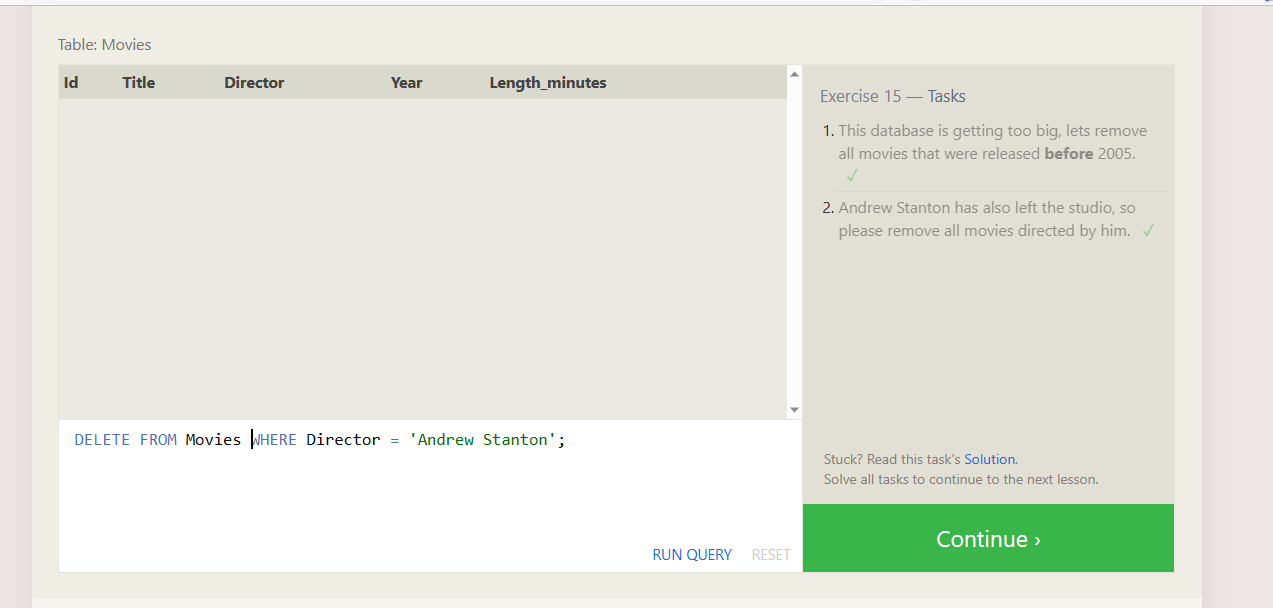 Table: Movies
Id Title Director Year Length_minutes
Exercise 15 — Tasks
1. This database is getting too big, lets remove
all movies that were released before 2005.
✓
2. Andrew Stanton has also left the studio, so
please remove all movies directed by him. ✓
DELETE FROM Movies WHERE Director = 'Andrew Stanton';
RUN QUERY RESET
Stuck? Read this task's Solution.
Solve all tasks to continue to the next lesson.
Continue ›